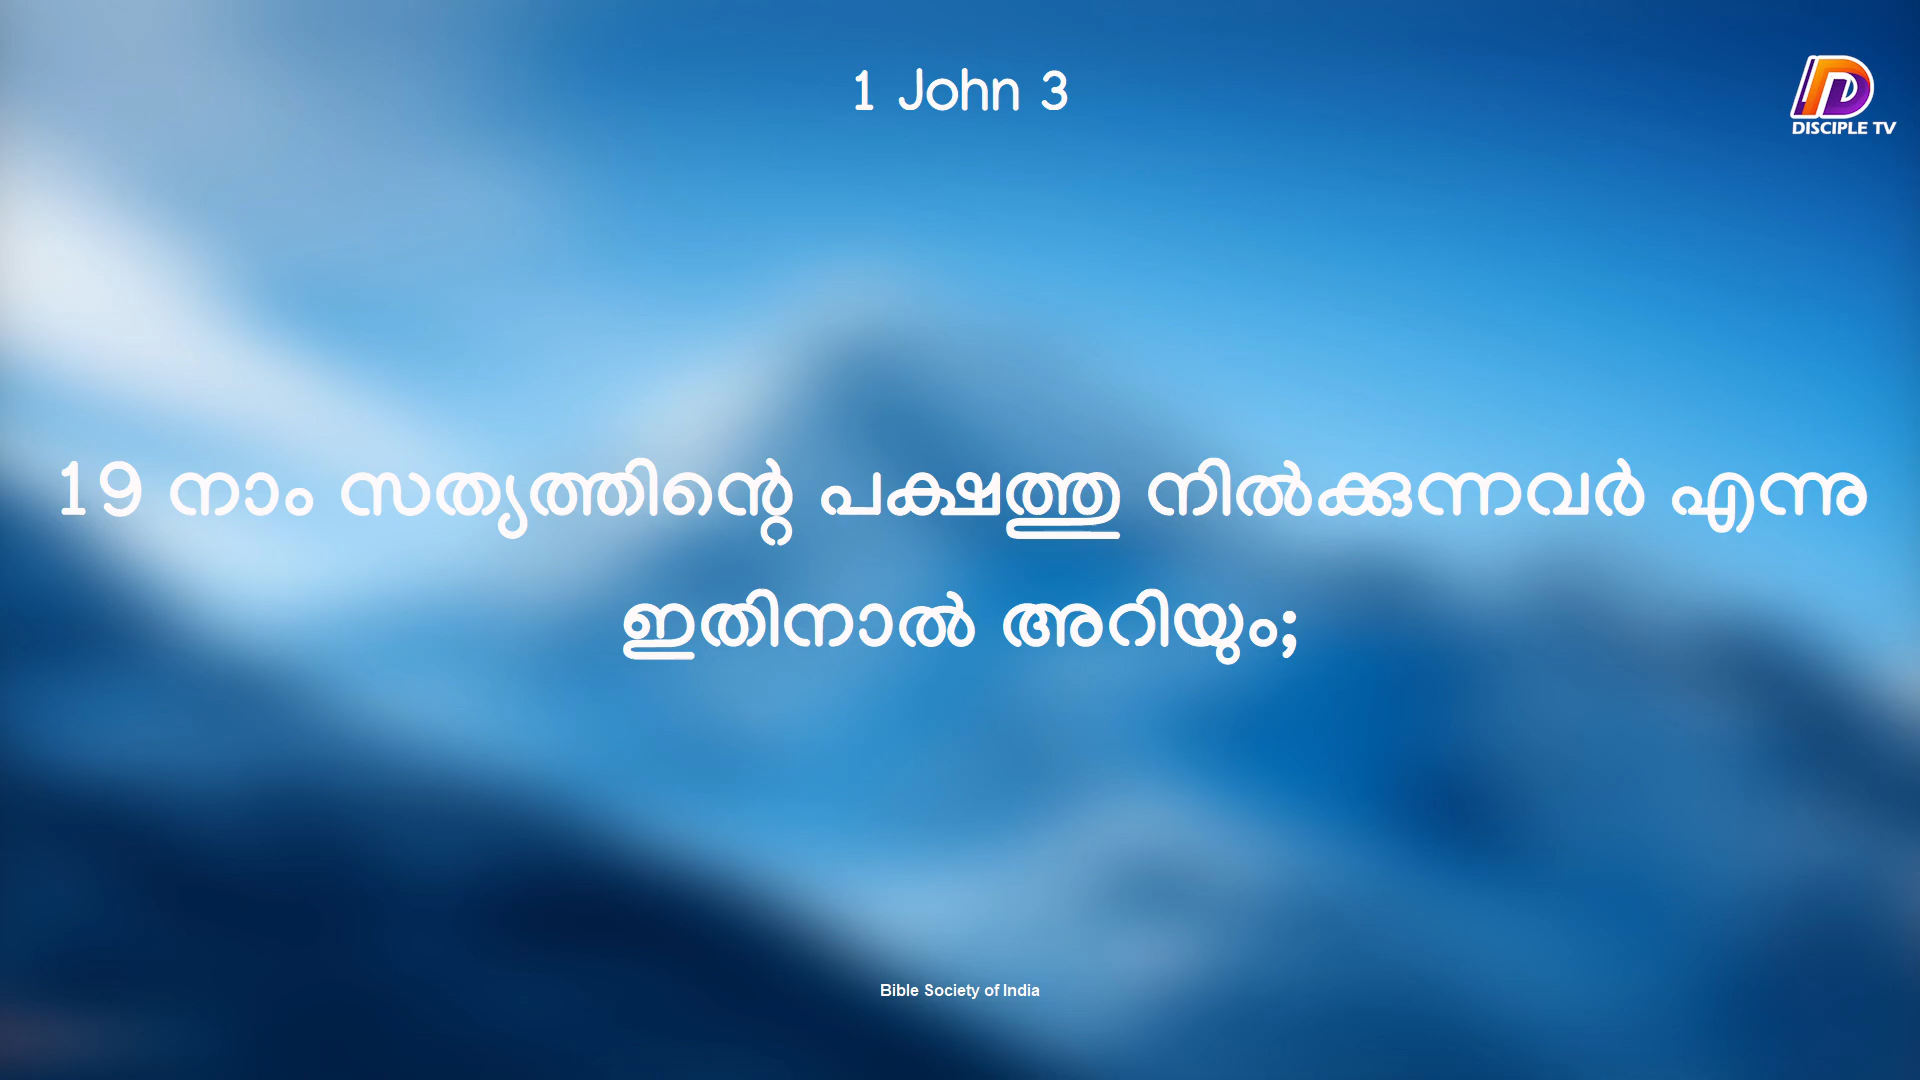 1 John 3
DISCIPLE TV
19 നാം സത്യത്തിന്റെ പക്ഷത്തു നിൽക്കുന്നവർ എന്നു
ഇതിനാൽ അറിയും;
Bible Society of India